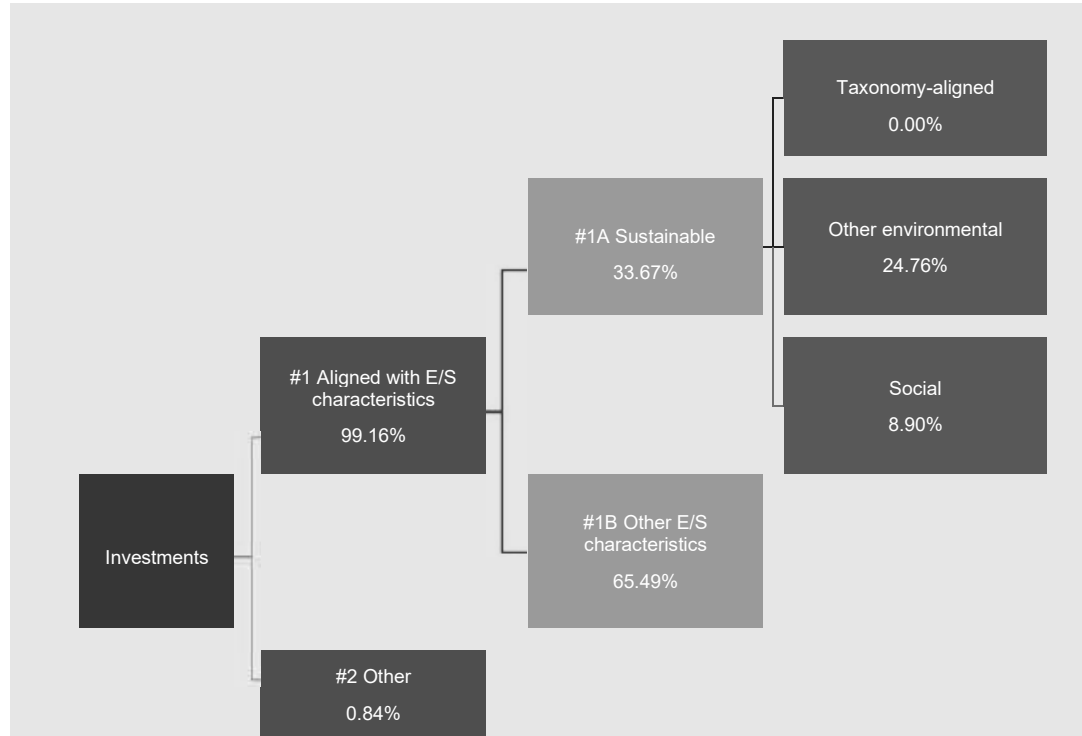 Taxonomy-aligned
0.00%
#1A Sustainable
33.67%
Other environmental
24.76%
#1 Aligned with E/S
characteristics
99.16%
Social
8.90%
Investments
#1B Other E/S
characteristics
65.49%
#2 Other
0.84%